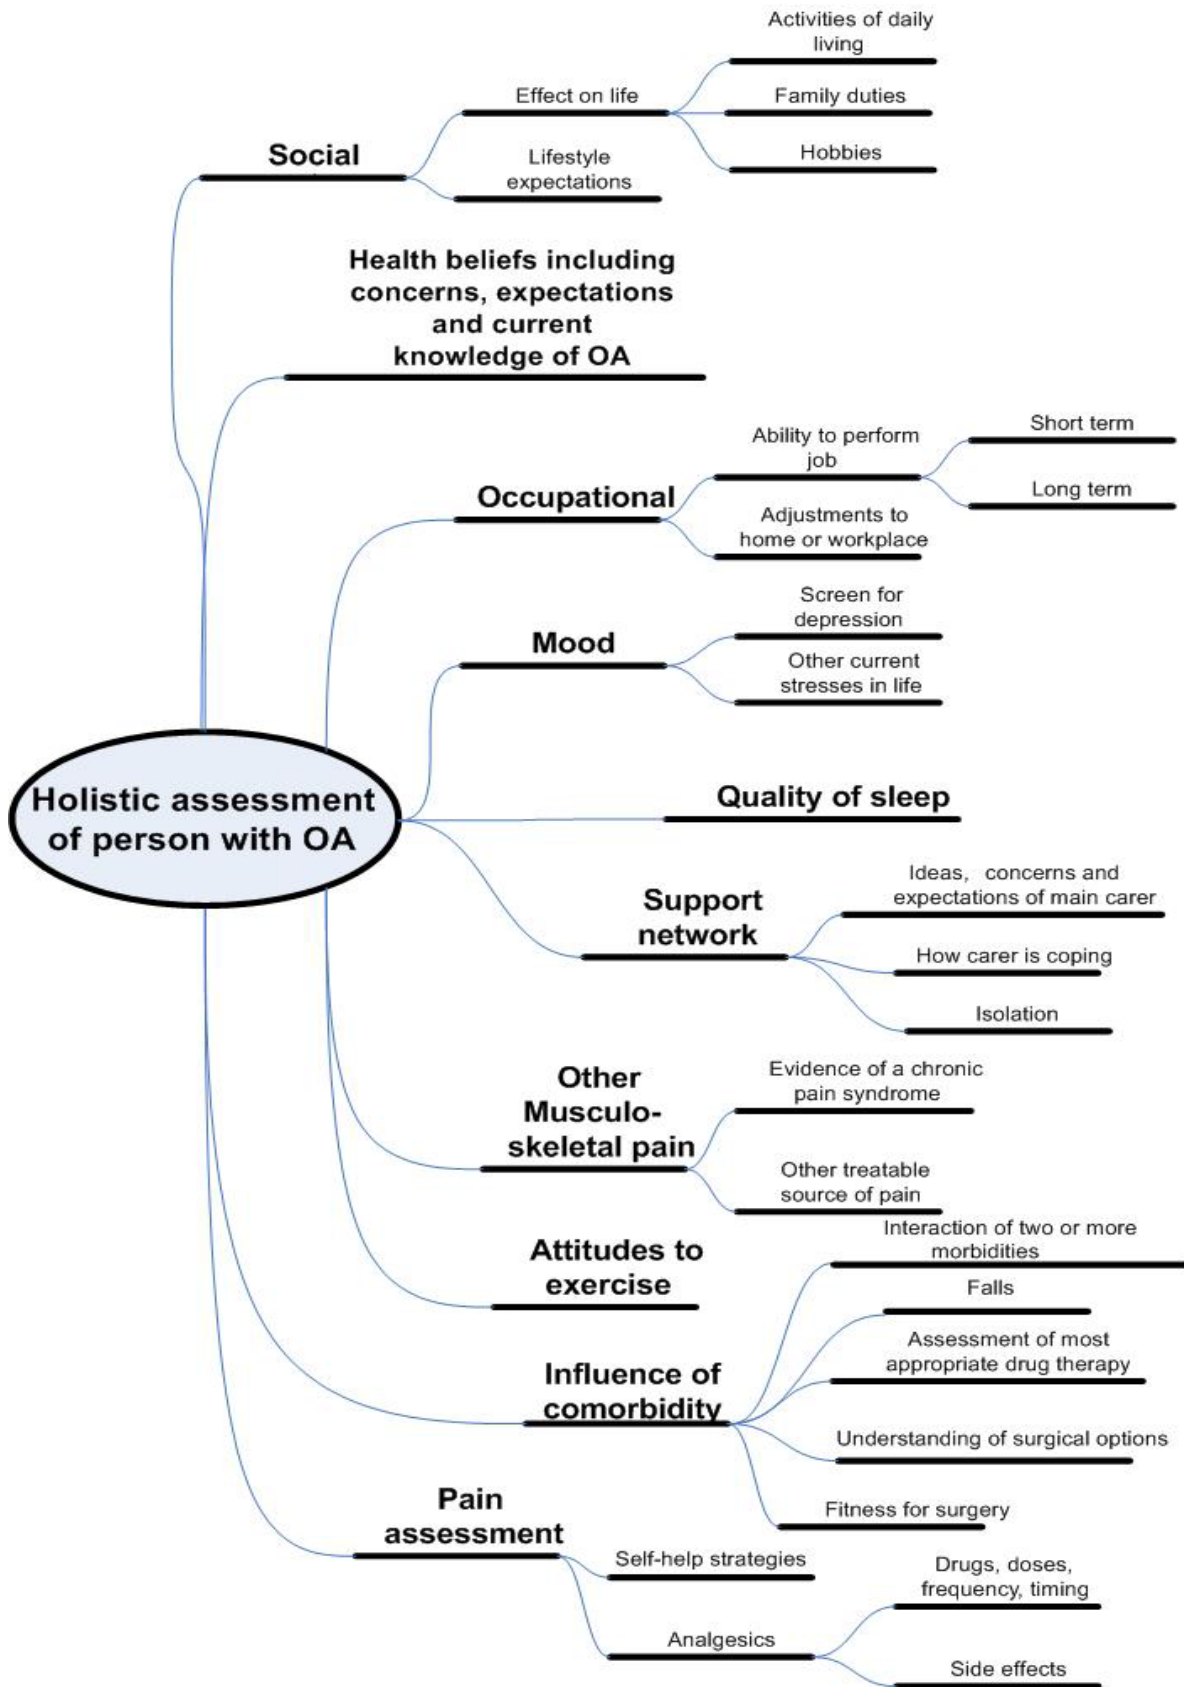 Activities of daily
living
Effect on life
Family duties
Social
Hobbies
Lifestyle
expectations
Health beliefs including
concerns, expectations
and current
knowledge of OA
Short term
Ability to perform
job
Occupational
Long term
Adjustments to
home or workplace
Screen for
depression
Mood
Other current
stresses in life
Holistic assessment
of person with OA
Quality of sleep
Ideas, concerns and
expectations of main carer
Support
network
How carer is coping
Isolation
Other
Musculo-
skeletal pain
Evidence of a chronic
pain syndrome
Other treatable
source of pain
Attitudes to
exercise
Interaction of two or more
morbidities
Falls
Assessment of most
appropriate drug therapy
Influence of
comorbidity
Understanding of surgical options
Fitness for surgery
Pain
assessment
Self-help strategies
Drugs, doses,
frequency, timing
Analgesics
Side effects